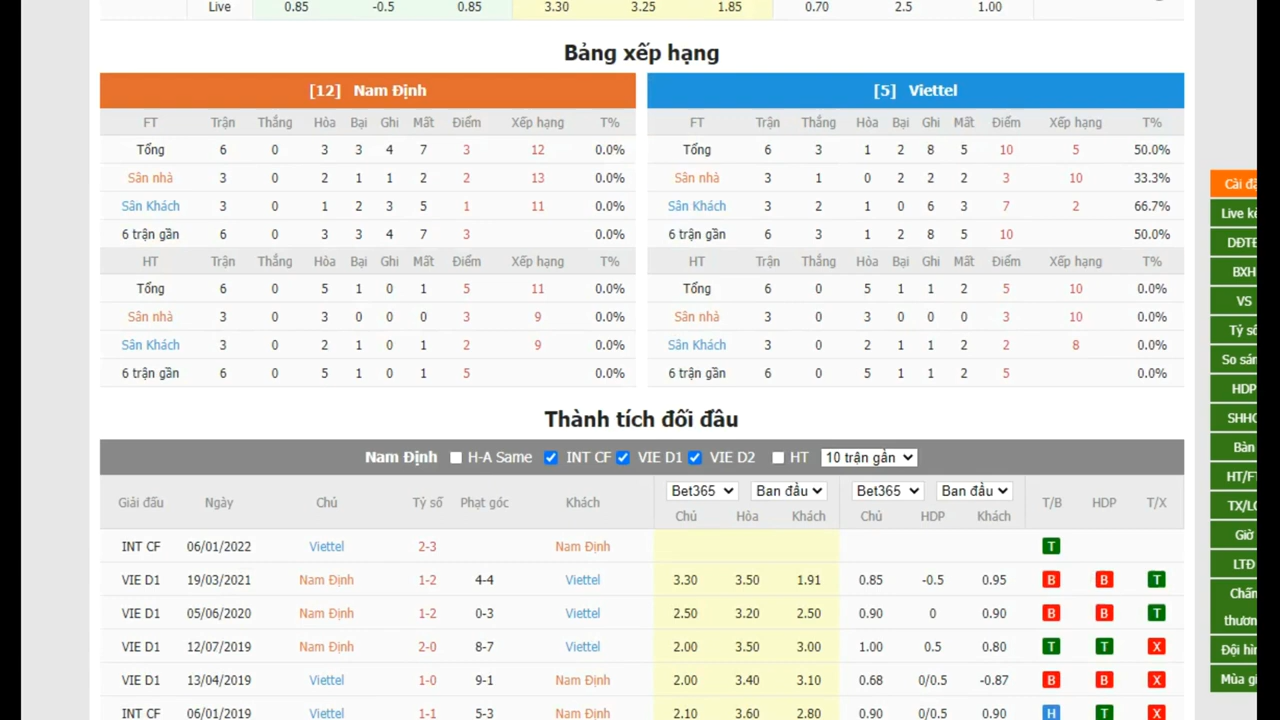 Live 0.85 -0.5 0.85 3.30 3.25 1.85 0.70 2.5 1.00
Bảng xếp hạng
[12] Nam Định
FT Trận Thắng Hòa Bại Ghi Mất Điểm Xếp hạng T%
Tổng 6 0 3 3 4 7 3 12 0.0%
Sân nhà 3 0 2 1 1 2 2 13 0.0%
Sân Khách 3 0 1 2 3 5 1 11 0.0%
6 trận gần 6 0 3 3 4 7 3 0.0%
HT Trận Thắng Hòa Bại Ghi Mất Điểm Xếp hạng T%
Tổng 6 0 5 1 0 1 5 11 0.0%
Sân nhà 3 0 3 0 0 0 3 9 0.0%
Sân Khách 3 0 2 1 0 1 2 9 0.0%
6 trận gần 6 0 5 1 0 1 5 0.0%
[5] Viettel
FT Trận Thắng Hòa Bại Ghi Mất Điểm Xếp hạng T%
Tổng 6 3 1 2 8 5 10 5 50.0%
Sân nhà 3 1 0 2 2 2 3 10 33.3%
Sân Khách 3 2 1 0 6 3 7 2 66.7%
6 trận gần 6 3 1 2 8 5 10 50.0%
HT Trận Thắng Hòa Bại Ghi Mất Điểm Xếp hạng T%
Tổng 6 0 5 1 1 2 5 10 0.0%
Sân nhà 3 0 3 0 0 0 3 10 0.0%
Sân Khách 3 0 2 1 1 2 2 8 0.0%
6 trận gần 6 0 5 1 1 2 5 0.0%
Thành tích đối đầu
Nam Định H-A Same INT CF VIE D1 VIE D2 HT 10 trận gần
Bet365 Ban đầu Bet365 Ban đầu
Giải đấu Ngày Chủ Tỷ số Phạt góc Khách Chủ Hòa Khách Chủ HDP Khách T/B HDP T/X
INT CF 06/01/2022 Viettel 2-3 Nam Định T
VIE D1 19/03/2021 Nam Định 1-2 4-4 Viettel 3.30 3.50 1.91 0.85 -0.5 0.95 B B T
VIE D1 05/06/2020 Nam Định 1-2 0-3 Viettel 2.50 3.20 2.50 0.90 0 0.90 B B T
VIE D1 12/07/2019 Nam Định 2-0 8-7 Viettel 2.00 3.50 3.00 1.00 0.5 0.80 T T X
VIE D1 13/04/2019 Viettel 1-0 9-1 Nam Định 2.00 3.40 3.10 0.68 0/0.5 -0.87 B B X
INT CF 06/01/2019 Viettel 1-1 5-3 Nam Định 2.10 3.60 2.80 0.90 0/0.5 0.90 H T X
Cài
Live
BXH
VS
Tỷ
So
HDP
Bàn
Giờ
LTĐ
Đội
Mùa